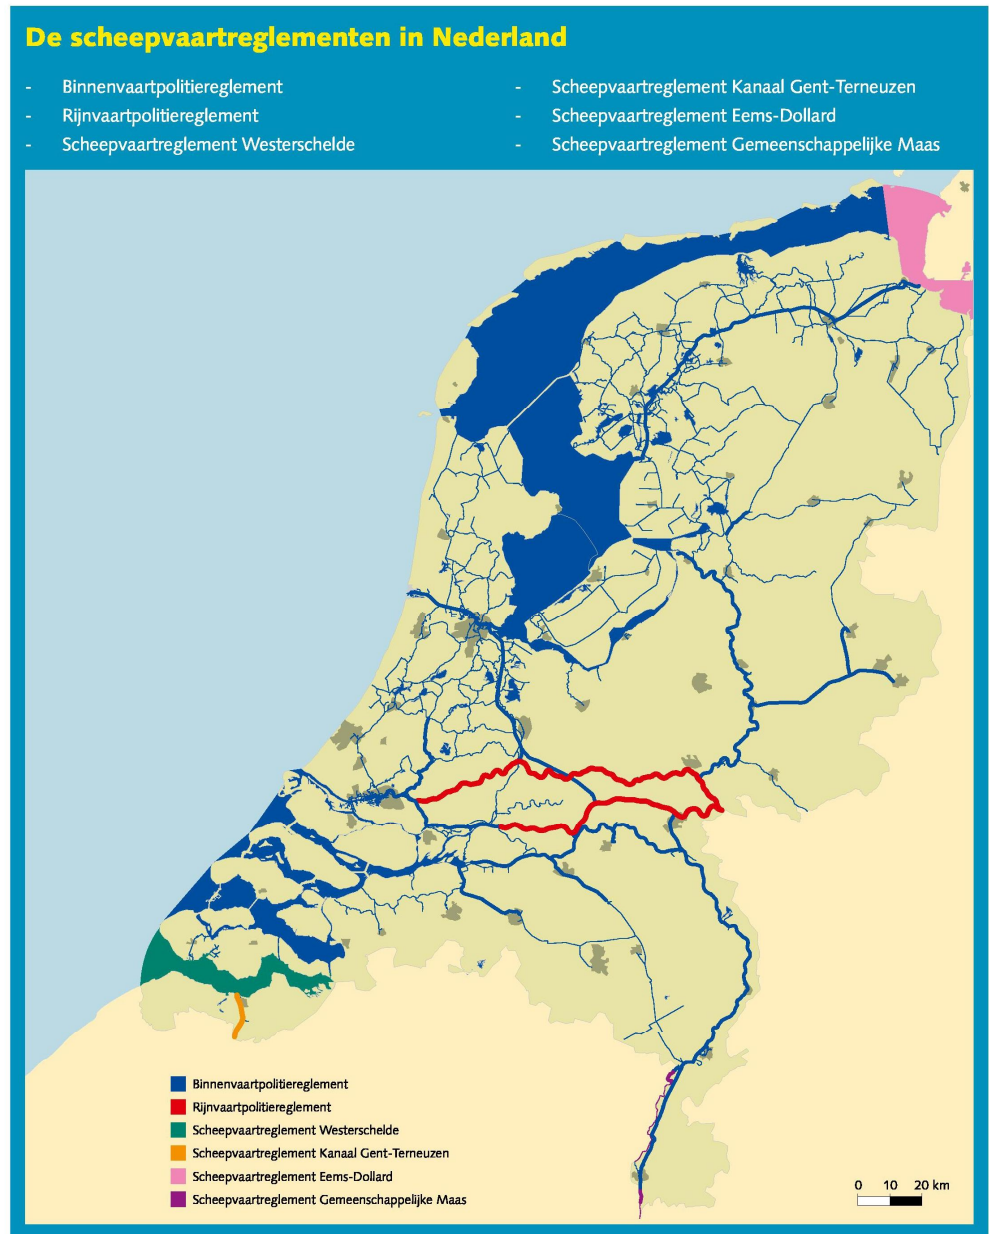 De scheepvaartreglementen in Nederland
- Binnenvaartpolitiereglement
- Rijnvaartpolitiereglement
- Scheepvaartreglement Westerschelde
- Scheepvaartreglement Kanaal Gent-Terneuzen
- Scheepvaartreglement Eems-Dollard
- Scheepvaartreglement Gemeenschappelijke Maas
Binnenvaartpolitiereglement
Rijnvaartpolitiereglement
Scheepvaartreglement Westerschelde
Scheepvaartreglement Kanaal Gent-Terneuzen
Scheepvaartreglement Eems-Dollard
Scheepvaartreglement Gemeenschappelijke Maas
0 10 20 km